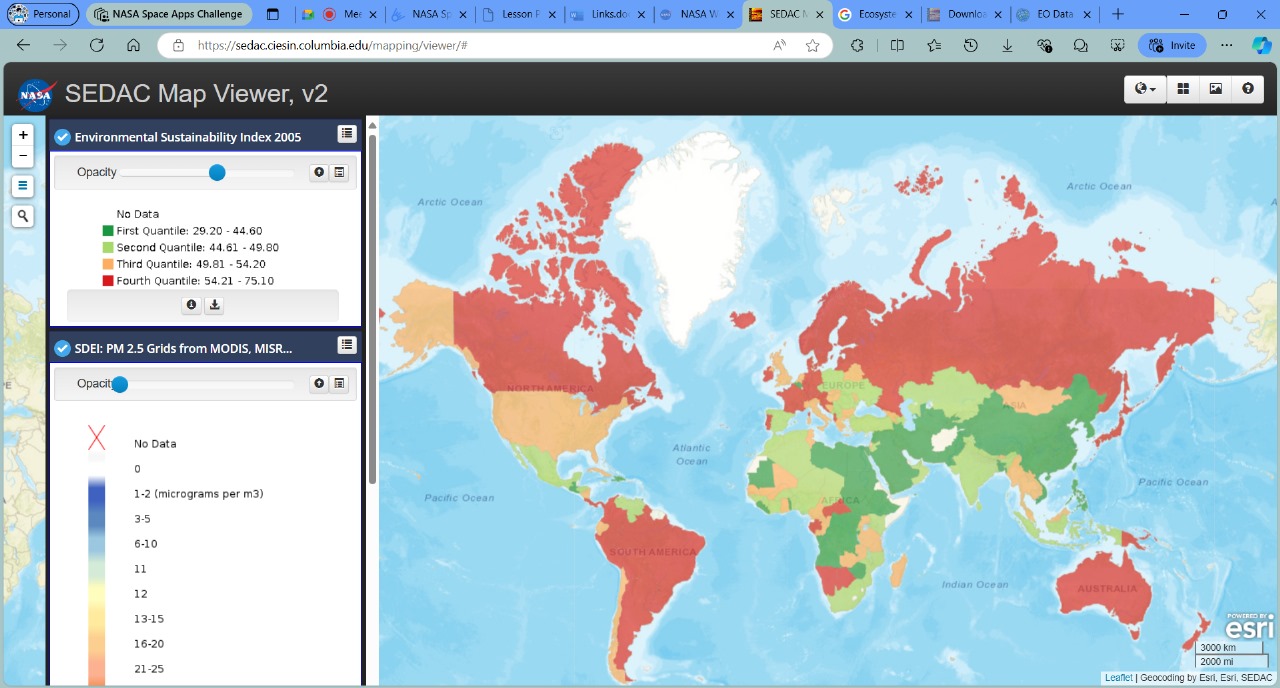 Personal
NASA Space Apps Challenge
Mee
NASA Sp
Lesson P
Links.do
NASA W
SEDAC M
Ecosyste
Downloa
EO Data
https://sedac.ciesin.columbia.edu/mapping/viewer/#
Invite
NASA
SEDAC Map Viewer, v2
+
−
Environmental Sustainability Index 2005
Opacity
No Data
First Quantile: 29.20 - 44.60
Second Quantile: 44.61 - 49.80
Third Quantile: 49.81 - 54.20
Fourth Quantile: 54.21 - 75.10
SDEI: PM 2.5 Grids from MODIS, MISR...
Opacit
No Data
0
1-2 (micrograms per m3)
3-5
6-10
11
12
13-15
16-20
21-25
Arctic Ocean
Arctic Ocean
NORTH AMERICA
EUROPE
ASIA
Atlantic
Ocean
Pacific Ocean
Pacific Ocean
AFRICA
SOUTH AMERICA
Indian Ocean
AUSTRALIA
POWERED BY
esri
3000 km
2000 mi
Leaflet | Geocoding by Esri, Esri, SEDAC